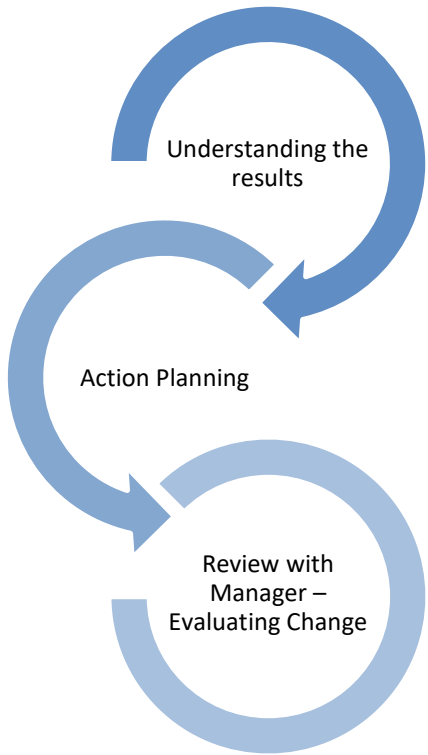 Understanding the
results
Action Planning
Review with
Manager –
Evaluating Change